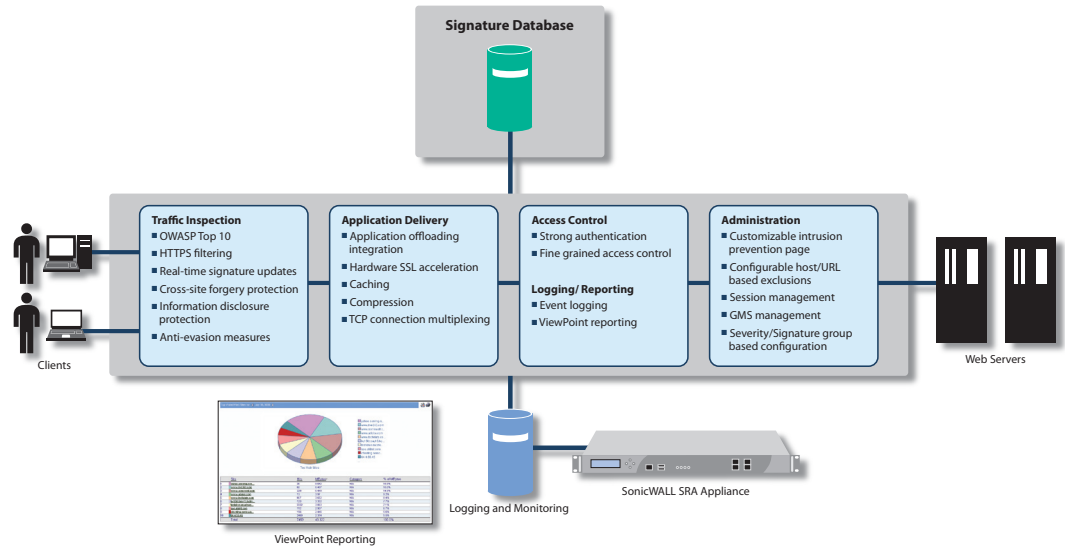 Signature Database
Traffic Inspection
OWASP Top 10
HTTPS filtering
Real-time signature updates
Cross-site forgery protection
Information disclosure
protection
Anti-evasion measures
Application Delivery
Application offloading
integration
Hardware SSL acceleration
Caching
Compression
TCP connection multiplexing
Access Control
Strong authentication
Fine grained access control
Logging/ Reporting
Event logging
ViewPoint reporting
Administration
Customizable intrusion
prevention page
Configurable host/URL
based exclusions
Session management
GMS management
Severity/Signature group
based configuration
Clients
Web Servers
Logging and Monitoring
SonicWALL SRA Appliance
ViewPoint Reporting